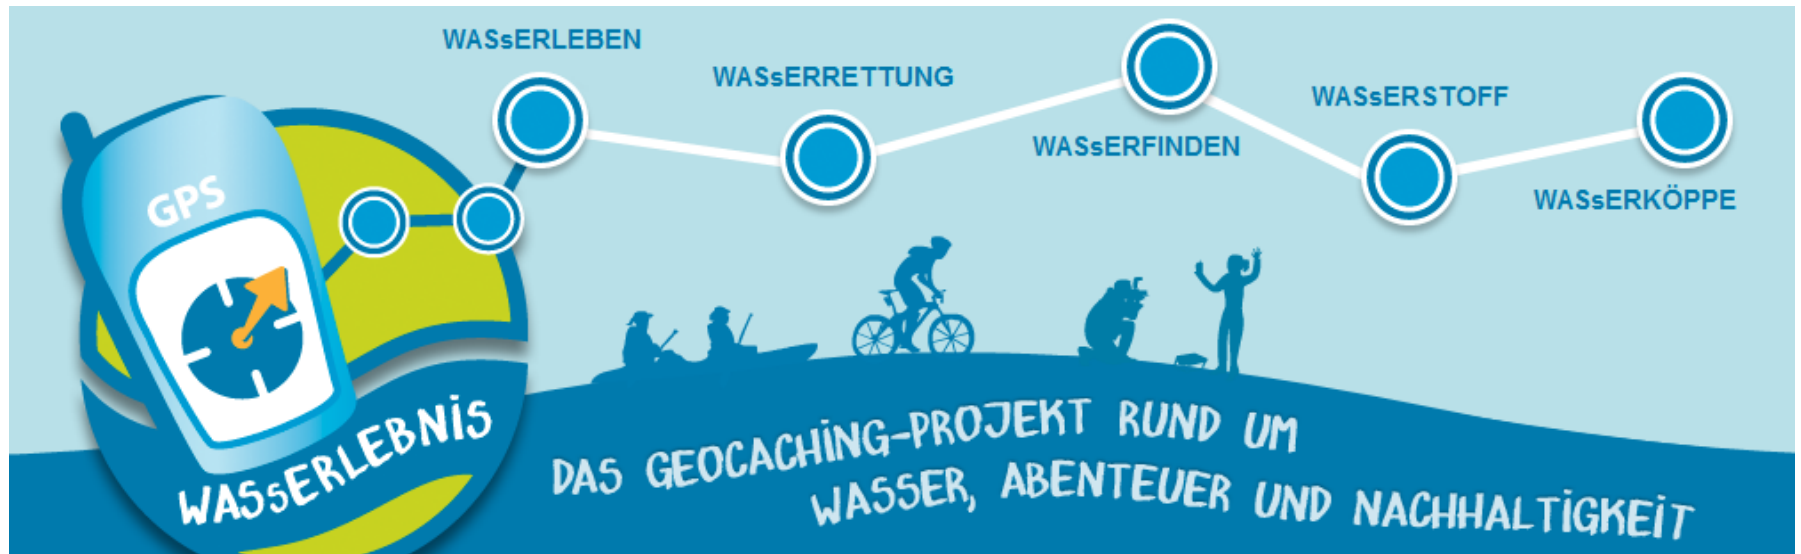 WASsERLEBEN
WASsERRETTUNG
WASsERFINDEN
WASsERSTOFF
WASsERKÖPPE
GPS
WASsERLEBNiS
DAS GEOCACHiNG-PROJEKT RUND UM
WASSER, ABENTEUER UND NACHHALTiGKEiT